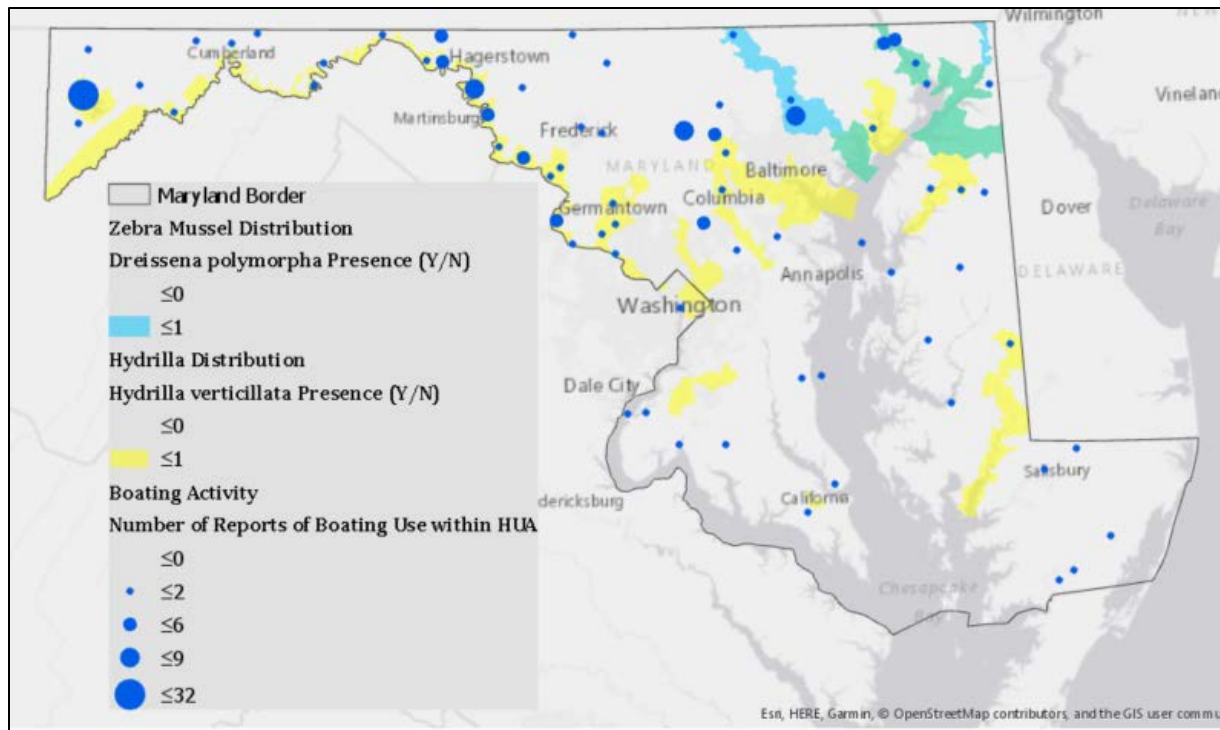 Wilmington
NEW
Cumberland
Hagerstown
Vineland
Martinsburg
Frederick
MARYLAND
Baltimore
Maryland Border
Columbia
Germantown
Dover
Delaware
Bay
Zebra Mussel Distribution
Dreissena polymorpha Presence (Y/N)
Annapolis
DELAWARE
≤0
≤1
Washington
Hydrilla Distribution
Hydrilla verticillata Presence (Y/N)
Dale City
≤0
≤1
Salisbury
Boating Activity
California
dericksburg
Number of Reports of Boating Use within HUA
≤0
≤2
Chesapeake
Bay
≤6
≤9
≤32
Esri, HERE, Garmin, © OpenStreetMap contributors, and the GIS user commu